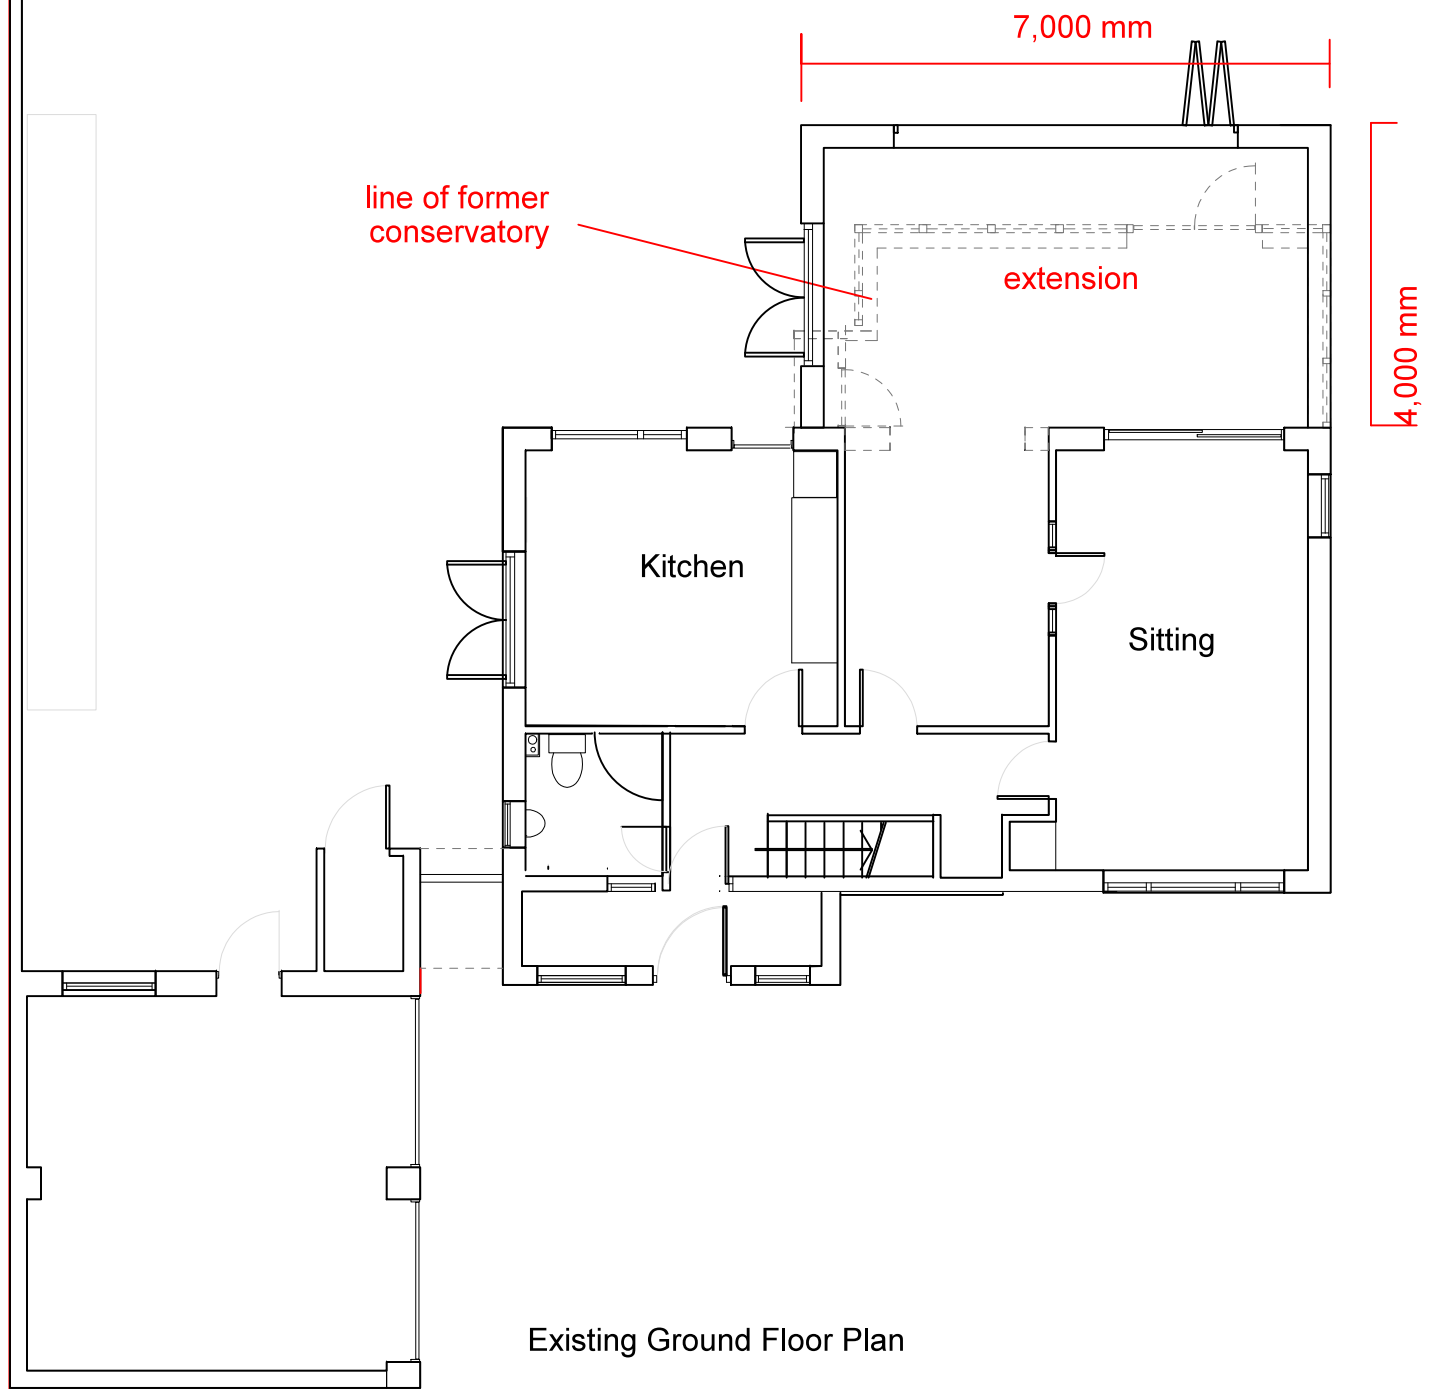 7,000 mm
line of former
conservatory
extension
4,000 mm
Kitchen
Sitting
Existing Ground Floor Plan